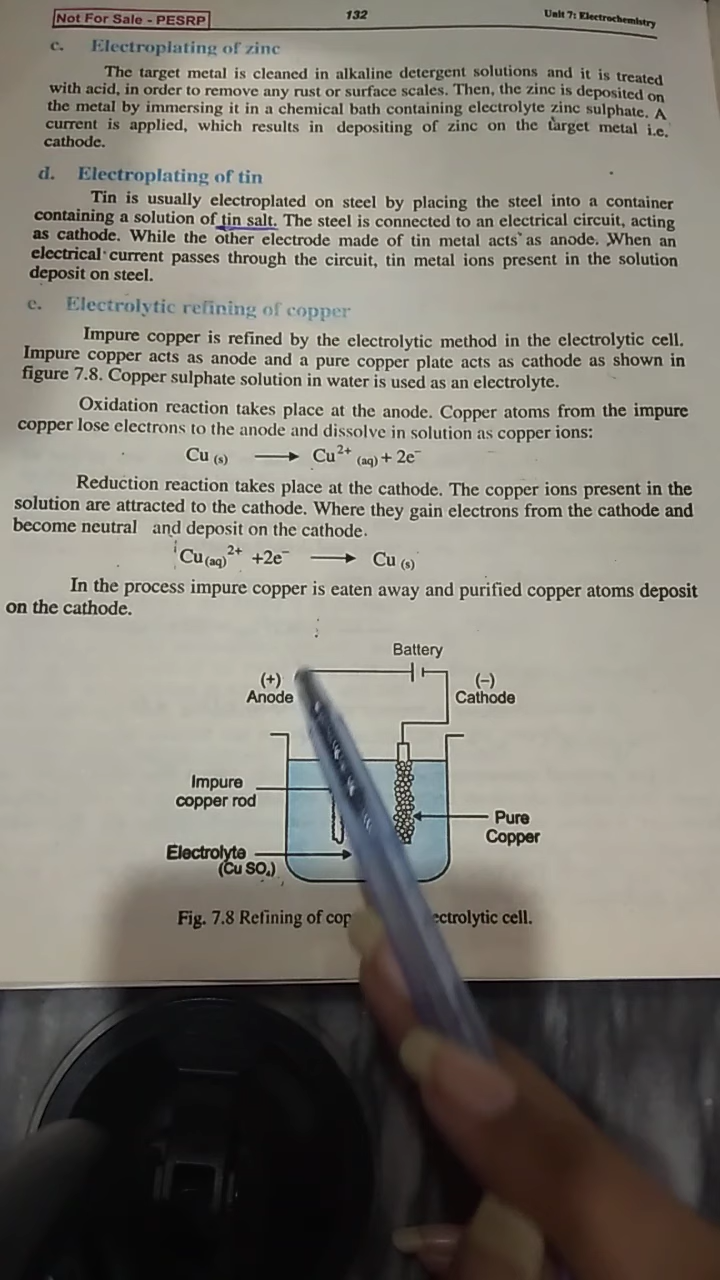 Not For Sale - PESRP
132
Unit 7: Electrochemistry
c. Electroplating of zinc
The target metal is cleaned in alkaline detergent solutions and it is treated
with acid, in order to remove any rust or surface scales. Then, the zinc is deposited on
the metal by immersing it in a chemical bath containing electrolyte zinc sulphate. A
current is applied, which results in depositing of zinc on the target metal i.e.
cathode.
d. Electroplating of tin
Tin is usually electroplated on steel by placing the steel into a container
containing a solution of tin salt. The steel is connected to an electrical circuit, acting
as cathode. While the other electrode made of tin metal acts as anode. When an
electrical current passes through the circuit, tin metal ions present in the solution
deposit on steel.
e. Electrolytic refining of copper
Impure copper is refined by the electrolytic method in the electrolytic cell.
Impure copper acts as anode and a pure copper plate acts as cathode as shown in
figure 7.8. Copper sulphate solution in water is used as an electrolyte.
Oxidation reaction takes place at the anode. Copper atoms from the impure
copper lose electrons to the anode and dissolve in solution as copper ions:
Cu (s) ⟶ Cu²⁺ (aq) + 2e⁻
Reduction reaction takes place at the cathode. The copper ions present in the
solution are attracted to the cathode. Where they gain electrons from the cathode and
become neutral and deposit on the cathode.
Cu(aq)²⁺ +2e⁻ ⟶ Cu (s)
In the process impure copper is eaten away and purified copper atoms deposit
on the cathode.
Battery
(+)
Anode
(–)
Cathode
Impure
copper rod
Pure
Copper
Electrolyte
(Cu SO₄)
Fig. 7.8 Refining of cop ectrolytic cell.